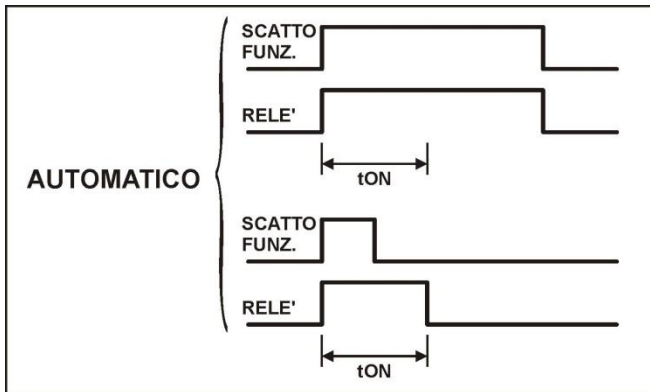 SCATTO
FUNZ.
RELE'
tON
AUTOMATICO
SCATTO
FUNZ.
RELE'
tON